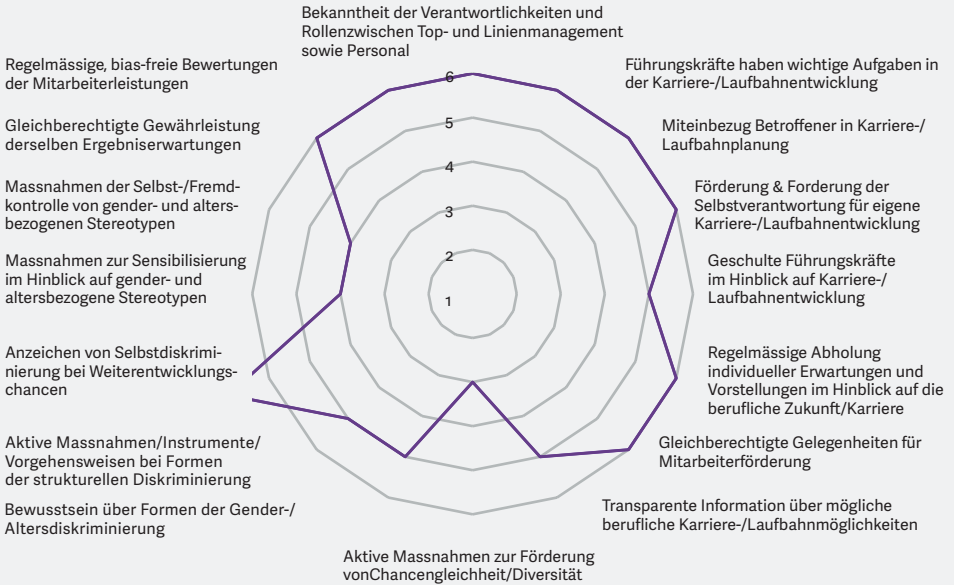 Bekanntheit der Verantwortlichkeiten und
Rollenzwischen Top- und Linienmanagement
sowie Personal
Führungskräfte haben wichtige Aufgaben in
der Karriere-/Laufbahnentwicklung
Miteinbezug Betroffener in Karriere-/
Laufbahnplanung
Förderung & Forderung der
Selbstverantwortung für eigene
Karriere-/Laufbahnentwicklung
Geschulte Führungskräfte
im Hinblick auf Karriere-/
Laufbahnentwicklung
Regelmässige Abholung
individueller Erwartungen und
Vorstellungen im Hinblick auf die
berufliche Zukunft/Karriere
Gleichberechtigte Gelegenheiten für
Mitarbeiterförderung
Transparente Information über mögliche
berufliche Karriere-/Laufbahnmöglichkeiten
Aktive Massnahmen zur Förderung
vonChancengleichheit/Diversität
Bewusstsein über Formen der Gender-/
Altersdiskriminierung
Aktive Massnahmen/Instrumente/
Vorgehensweisen bei Formen
der strukturellen Diskriminierung
Anzeichen von Selbstdiskrimi-
nierung bei Weiterentwicklungs-
chancen
Massnahmen zur Sensibilisierung
im Hinblick auf gender- und
altersbezogene Stereotypen
Massnahmen der Selbst-/Fremd-
kontrolle von gender- und alters-
bezogenen Stereotypen
Gleichberechtigte Gewährleistung
derselben Ergebniserwartungen
Regelmässige, bias-freie Bewertungen
der Mitarbeiterleistungen
6
5
4
3
2
1